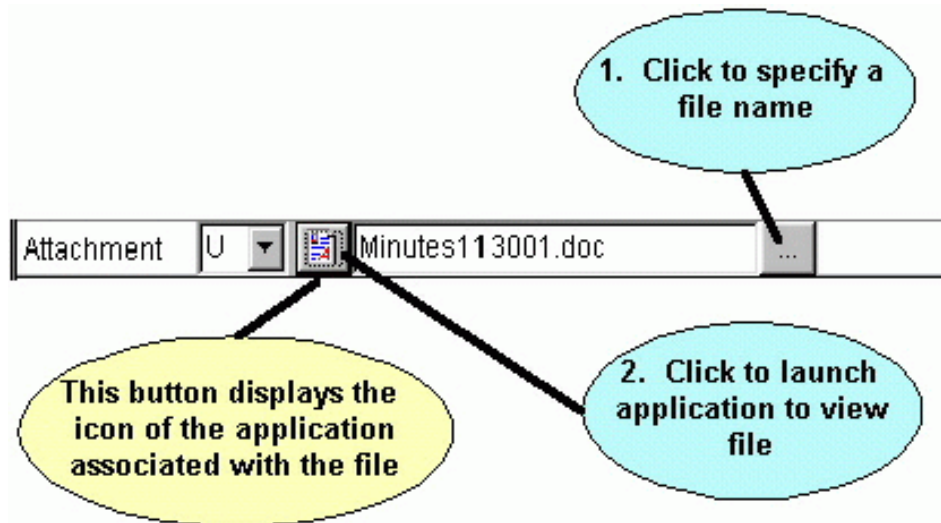 1. Click to specify a
file name
Attachment
U
Minutes113001.doc
...
This button displays the
icon of the application
associated with the file
2. Click to launch
application to view
file